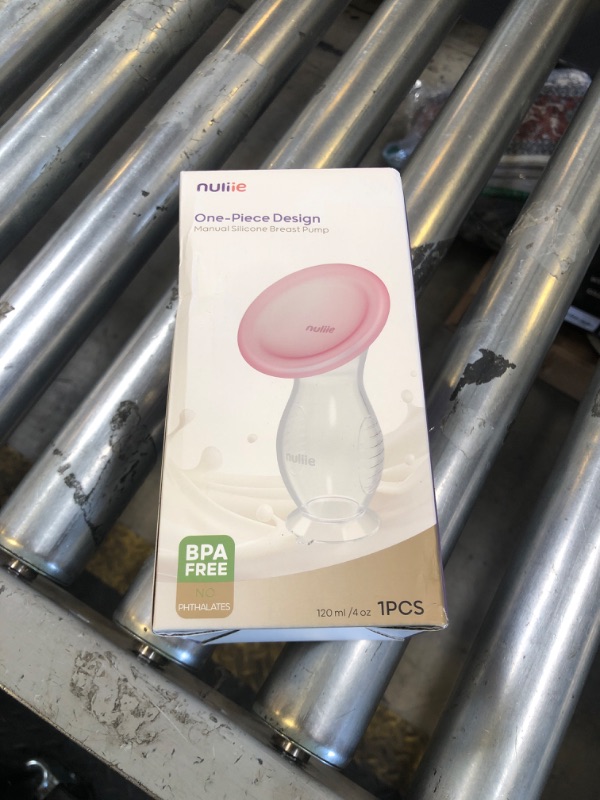 nuliie
One-Piece Design
Manual Silicone Breast Pump
nuliie
nuliie
BPA
FREE
NO
PHTHALATES
120 ml /4 oz 1PCS